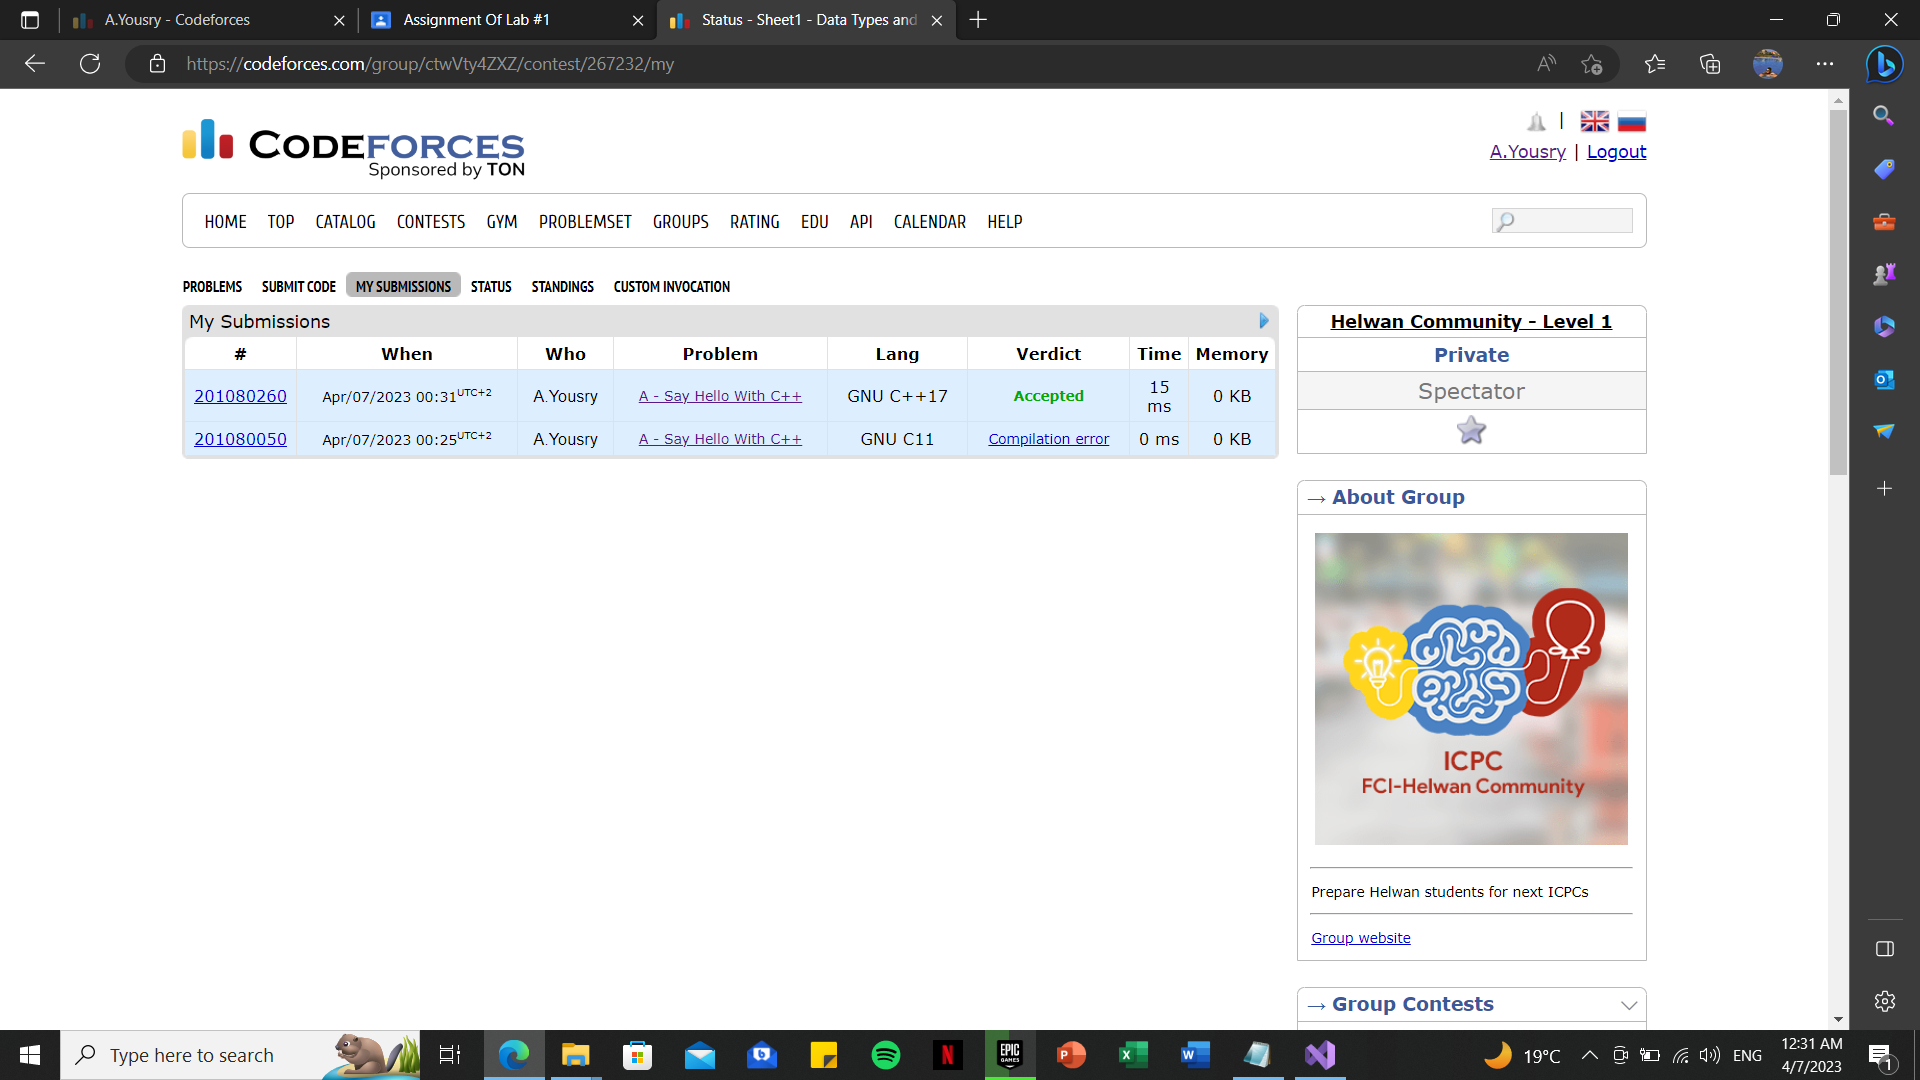 A.Yousry - Codeforces
Assignment Of Lab #1
Status - Sheet1 - Data Types and
https://codeforces.com/group/ctwVty4ZXZ/contest/267232/my
CODEFORCES
Sponsored by TON
|
A.Yousry | Logout
HOME TOP CATALOG CONTESTS GYM PROBLEMSET GROUPS RATING EDU API CALENDAR HELP
PROBLEMS SUBMIT CODE MY SUBMISSIONS STATUS STANDINGS CUSTOM INVOCATION
My Submissions
# When Who Problem Lang Verdict Time Memory
201080260 Apr/07/2023 00:31UTC+2 A.Yousry A - Say Hello With C++ GNU C++17 Accepted 15 ms 0 KB
201080050 Apr/07/2023 00:25UTC+2 A.Yousry A - Say Hello With C++ GNU C11 Compilation error 0 ms 0 KB
Helwan Community - Level 1
Private
Spectator
→ About Group
ICPC
FCI-Helwan Community
Prepare Helwan students for next ICPCs
Group website
→ Group Contests
Type here to search
EPIC GAMES
19°C
ENG
12:31 AM
4/7/2023
1